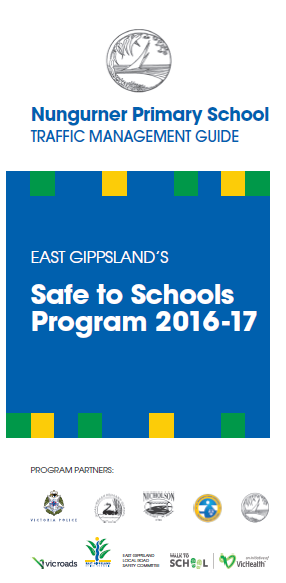 Nungurner Primary School
TRAFFIC MANAGEMENT GUIDE
EAST GIPPSLAND'S
Safe to Schools
Program 2016-17
PROGRAM PARTNERS:
VICTORIA POLICE
NICHOLSON
vicroads
EAST GIPPSLAND
LOCAL ROAD
SAFETY COMMITTEE
WALK TO
SCHOOL
VicHealth